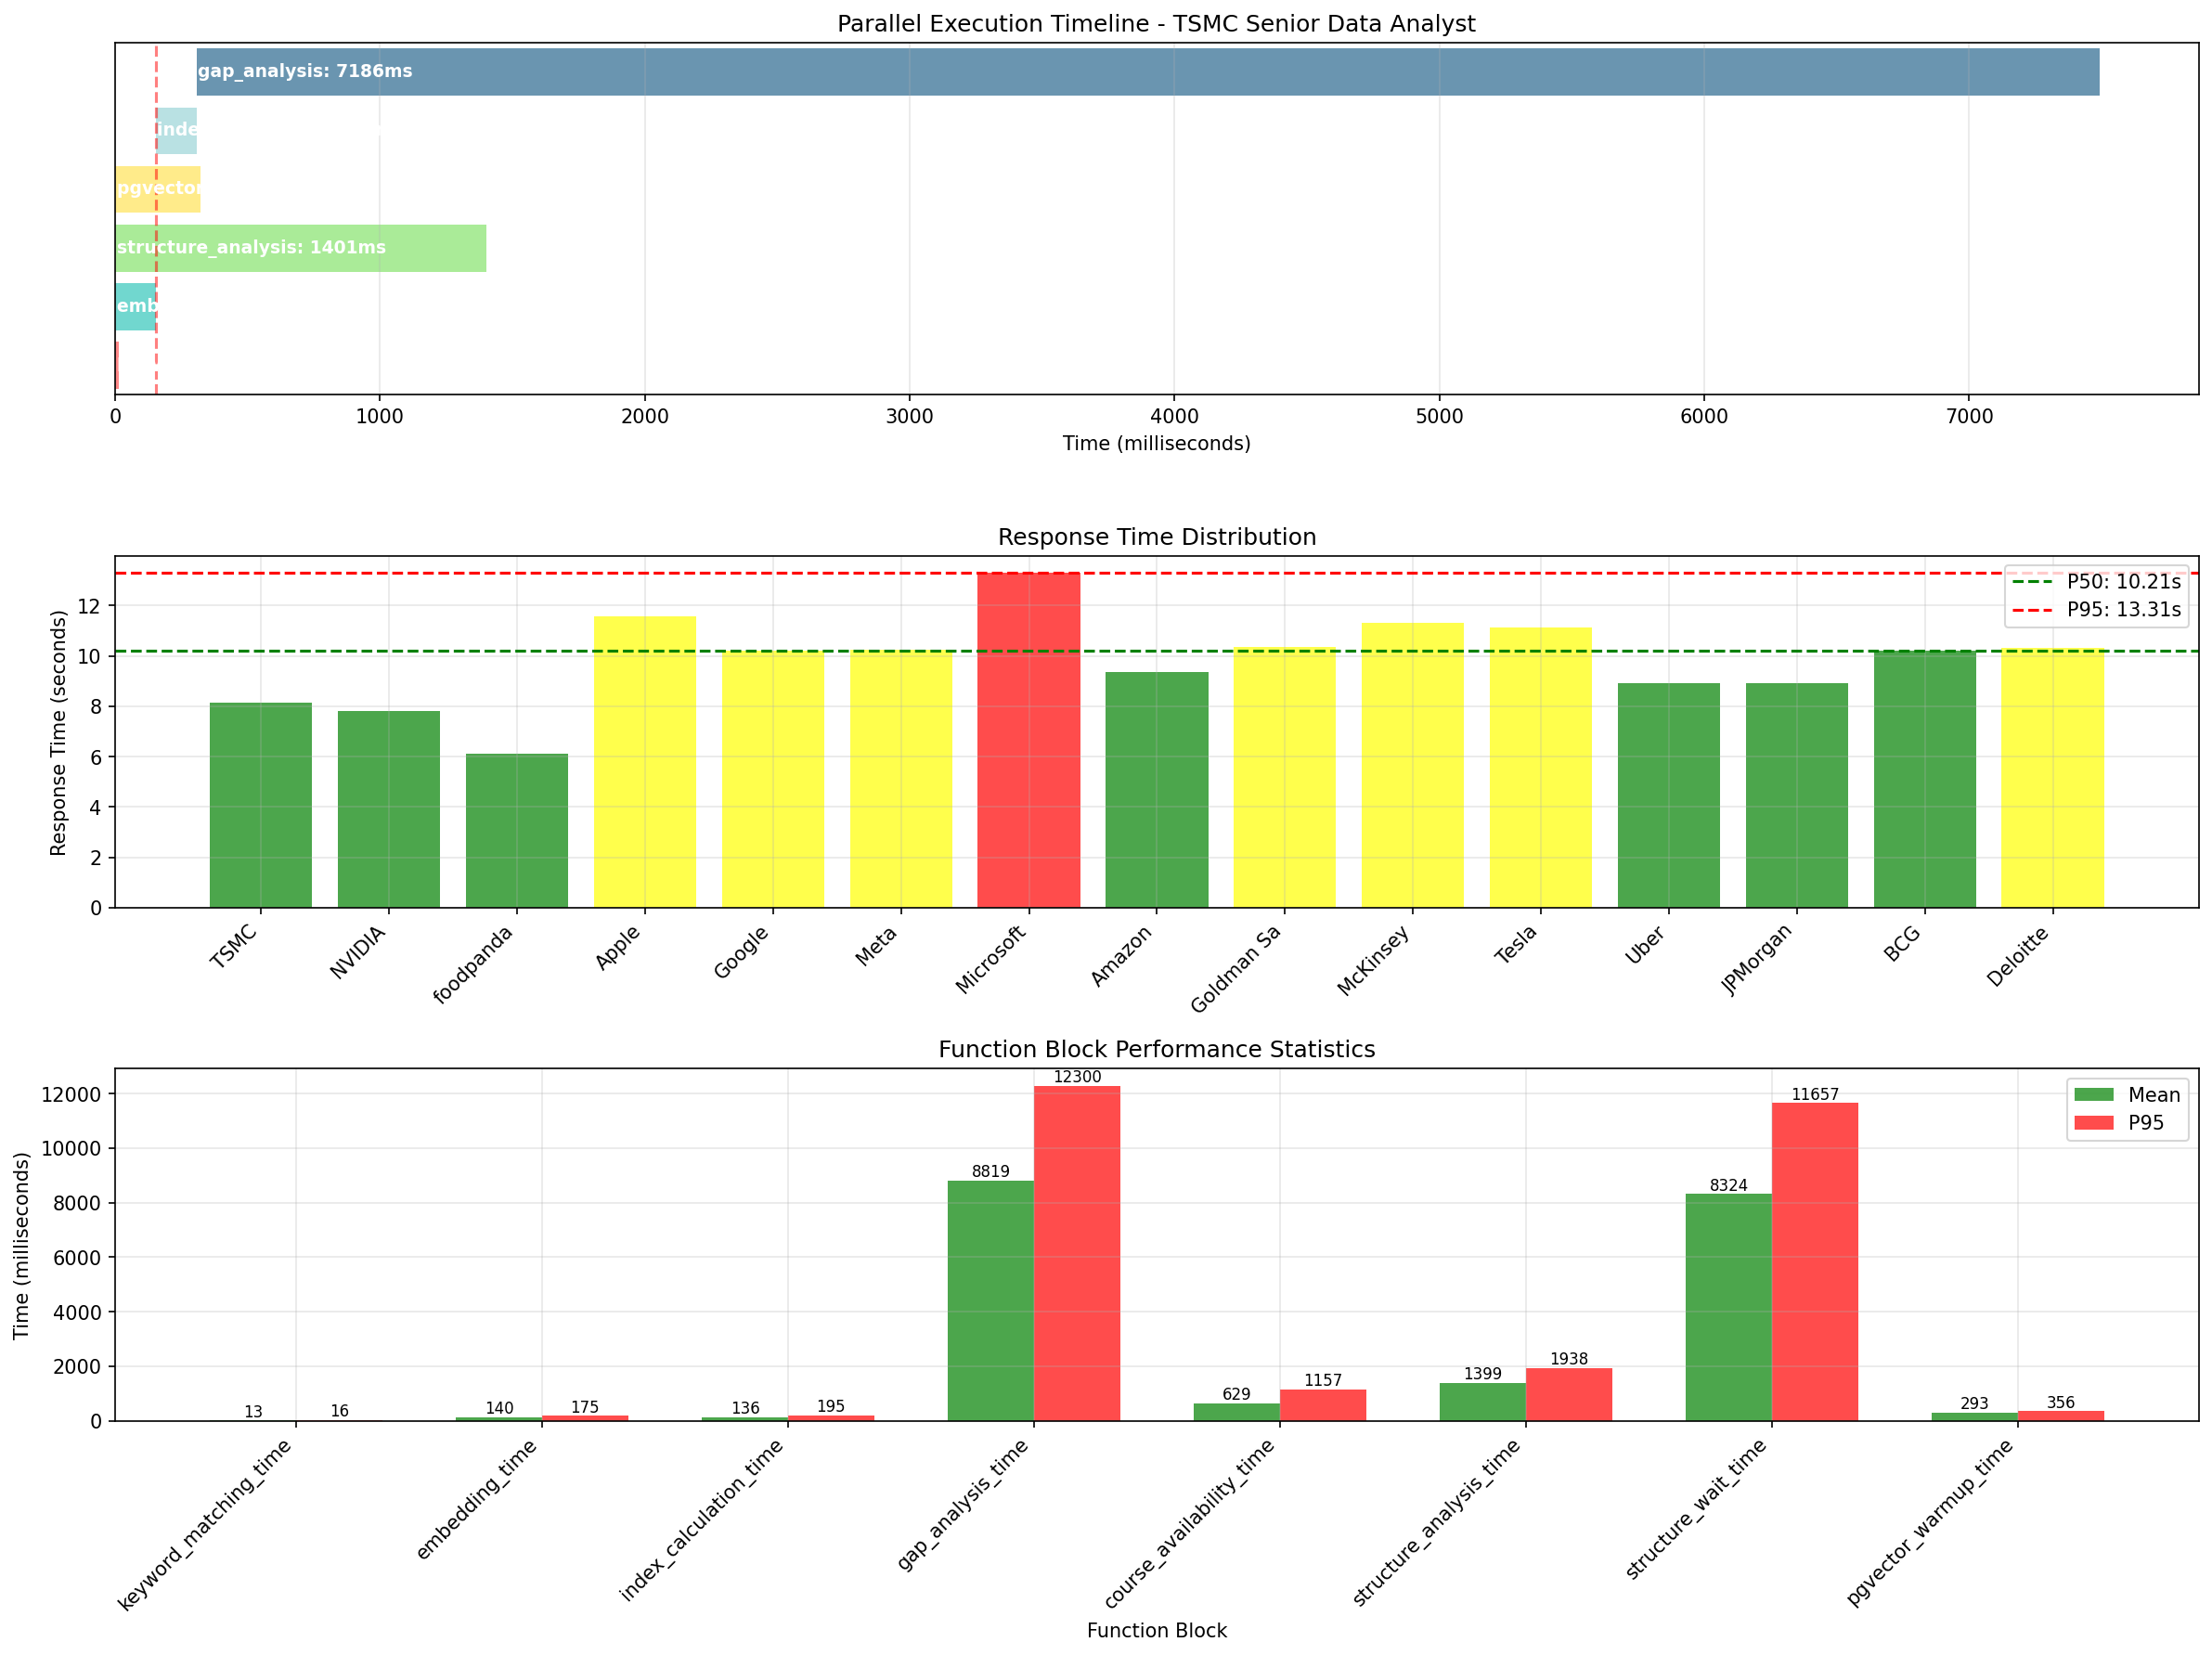 Parallel Execution Timeline - TSMC Senior Data Analyst
gap_analysis: 7186ms
inde
pgvector
structure_analysis: 1401ms
emb
0 1000 2000 3000 4000 5000 6000 7000
Time (milliseconds)
Response Time Distribution
Response Time (seconds)
12
10
8
6
4
2
0
P50: 10.21s
P95: 13.31s
TSMC
NVIDIA
foodpanda
Apple
Google
Meta
Microsoft
Amazon
Goldman Sa
McKinsey
Tesla
Uber
JPMorgan
BCG
Deloitte
Function Block Performance Statistics
Time (milliseconds)
12000
10000
8000
6000
4000
2000
0
Mean
P95
13 16
140 175
136 195
8819 12300
629 1157
1399 1938
8324 11657
293 356
keyword_matching_time
embedding_time
index_calculation_time
gap_analysis_time
course_availability_time
structure_analysis_time
structure_wait_time
pgvector_warmup_time
Function Block